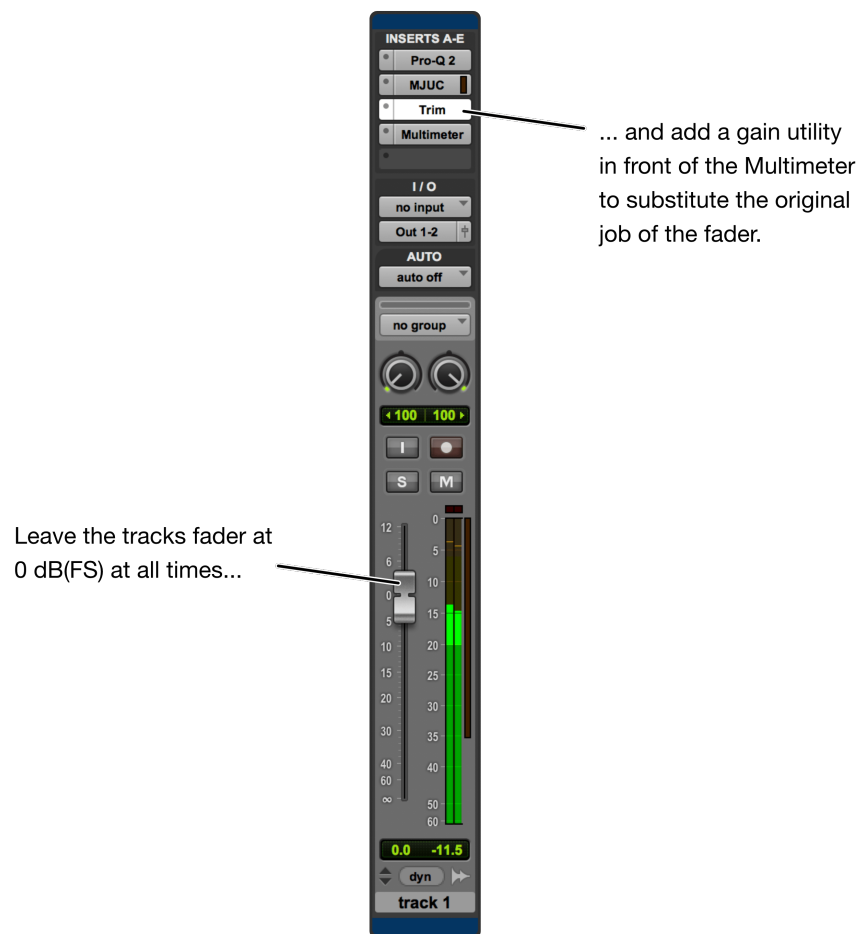 INSERTS A-E
Pro-Q 2
MJUC
Trim
Multimeter
... and add a gain utility
in front of the Multimeter
to substitute the original
job of the fader.
I / O
no input
Out 1-2
AUTO
auto off
no group
100 100
I
S M
Leave the tracks fader at
0 dB(FS) at all times...
12
6
0
5
10
15
20
30
40
60
∞
0
5
10
15
20
25
30
35
40
50
60
0.0 -11.5
dyn
track 1